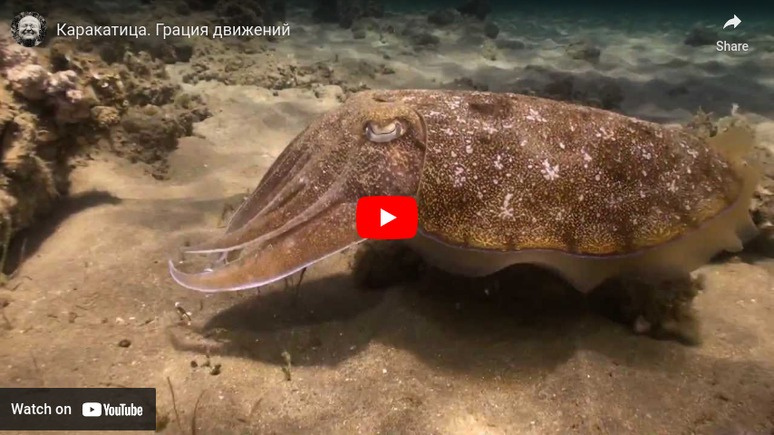 Каракатица. Грация движений
Share
Watch on YouTube